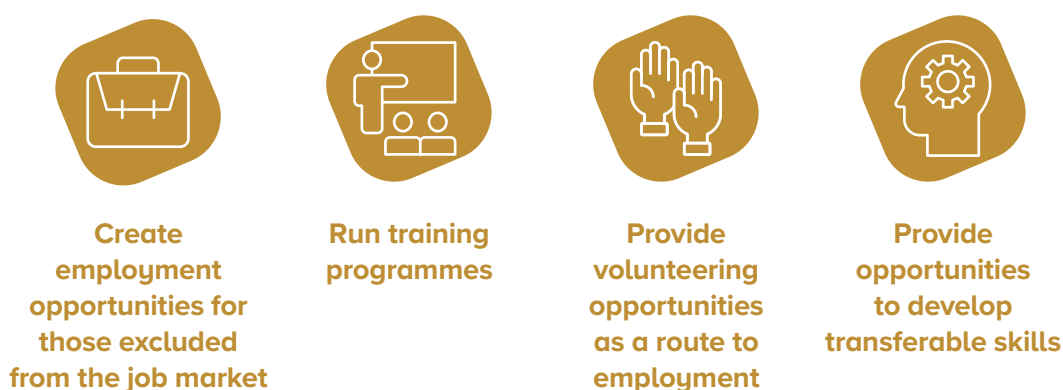 Create
employment
opportunities for
those excluded
from the job market
Run training
programmes
Provide
volunteering
opportunities
as a route to
employment
Provide
opportunities
to develop
transferable skills